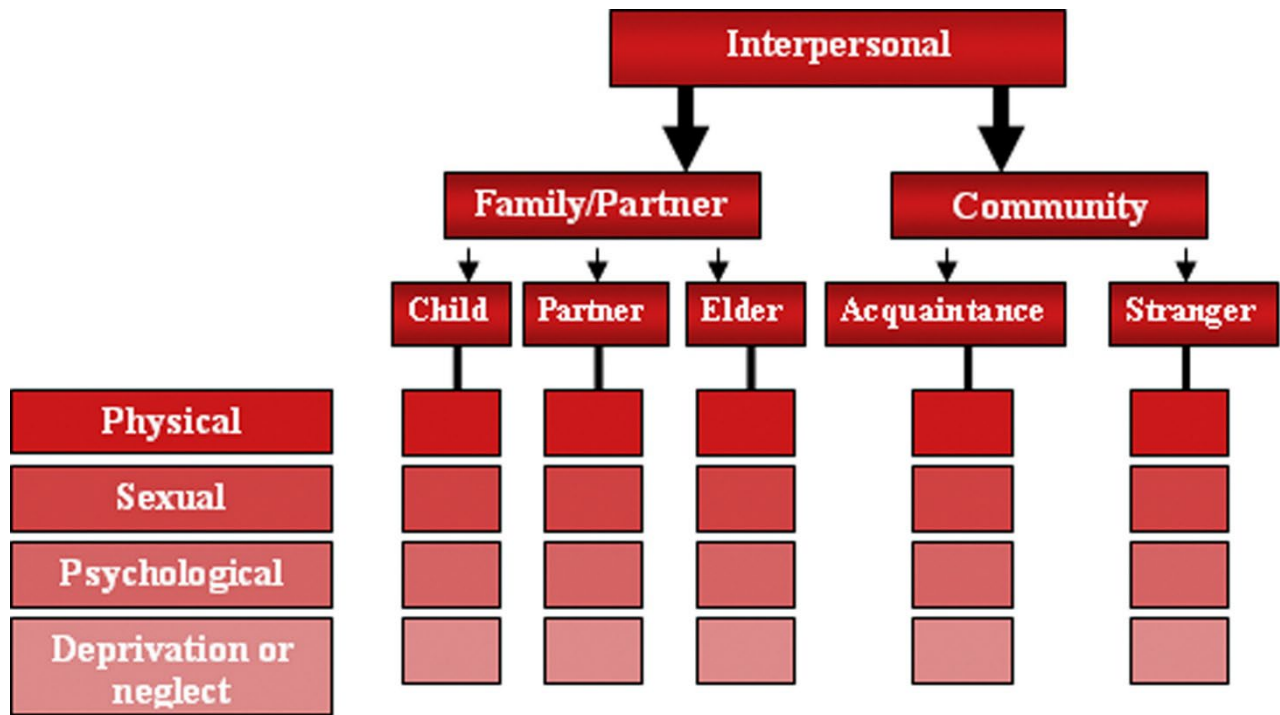 Interpersonal
Family/Partner
Community
Child
Partner
Elder
Acquaintance
Stranger
Physical
Sexual
Psychological
Deprivation or
neglect